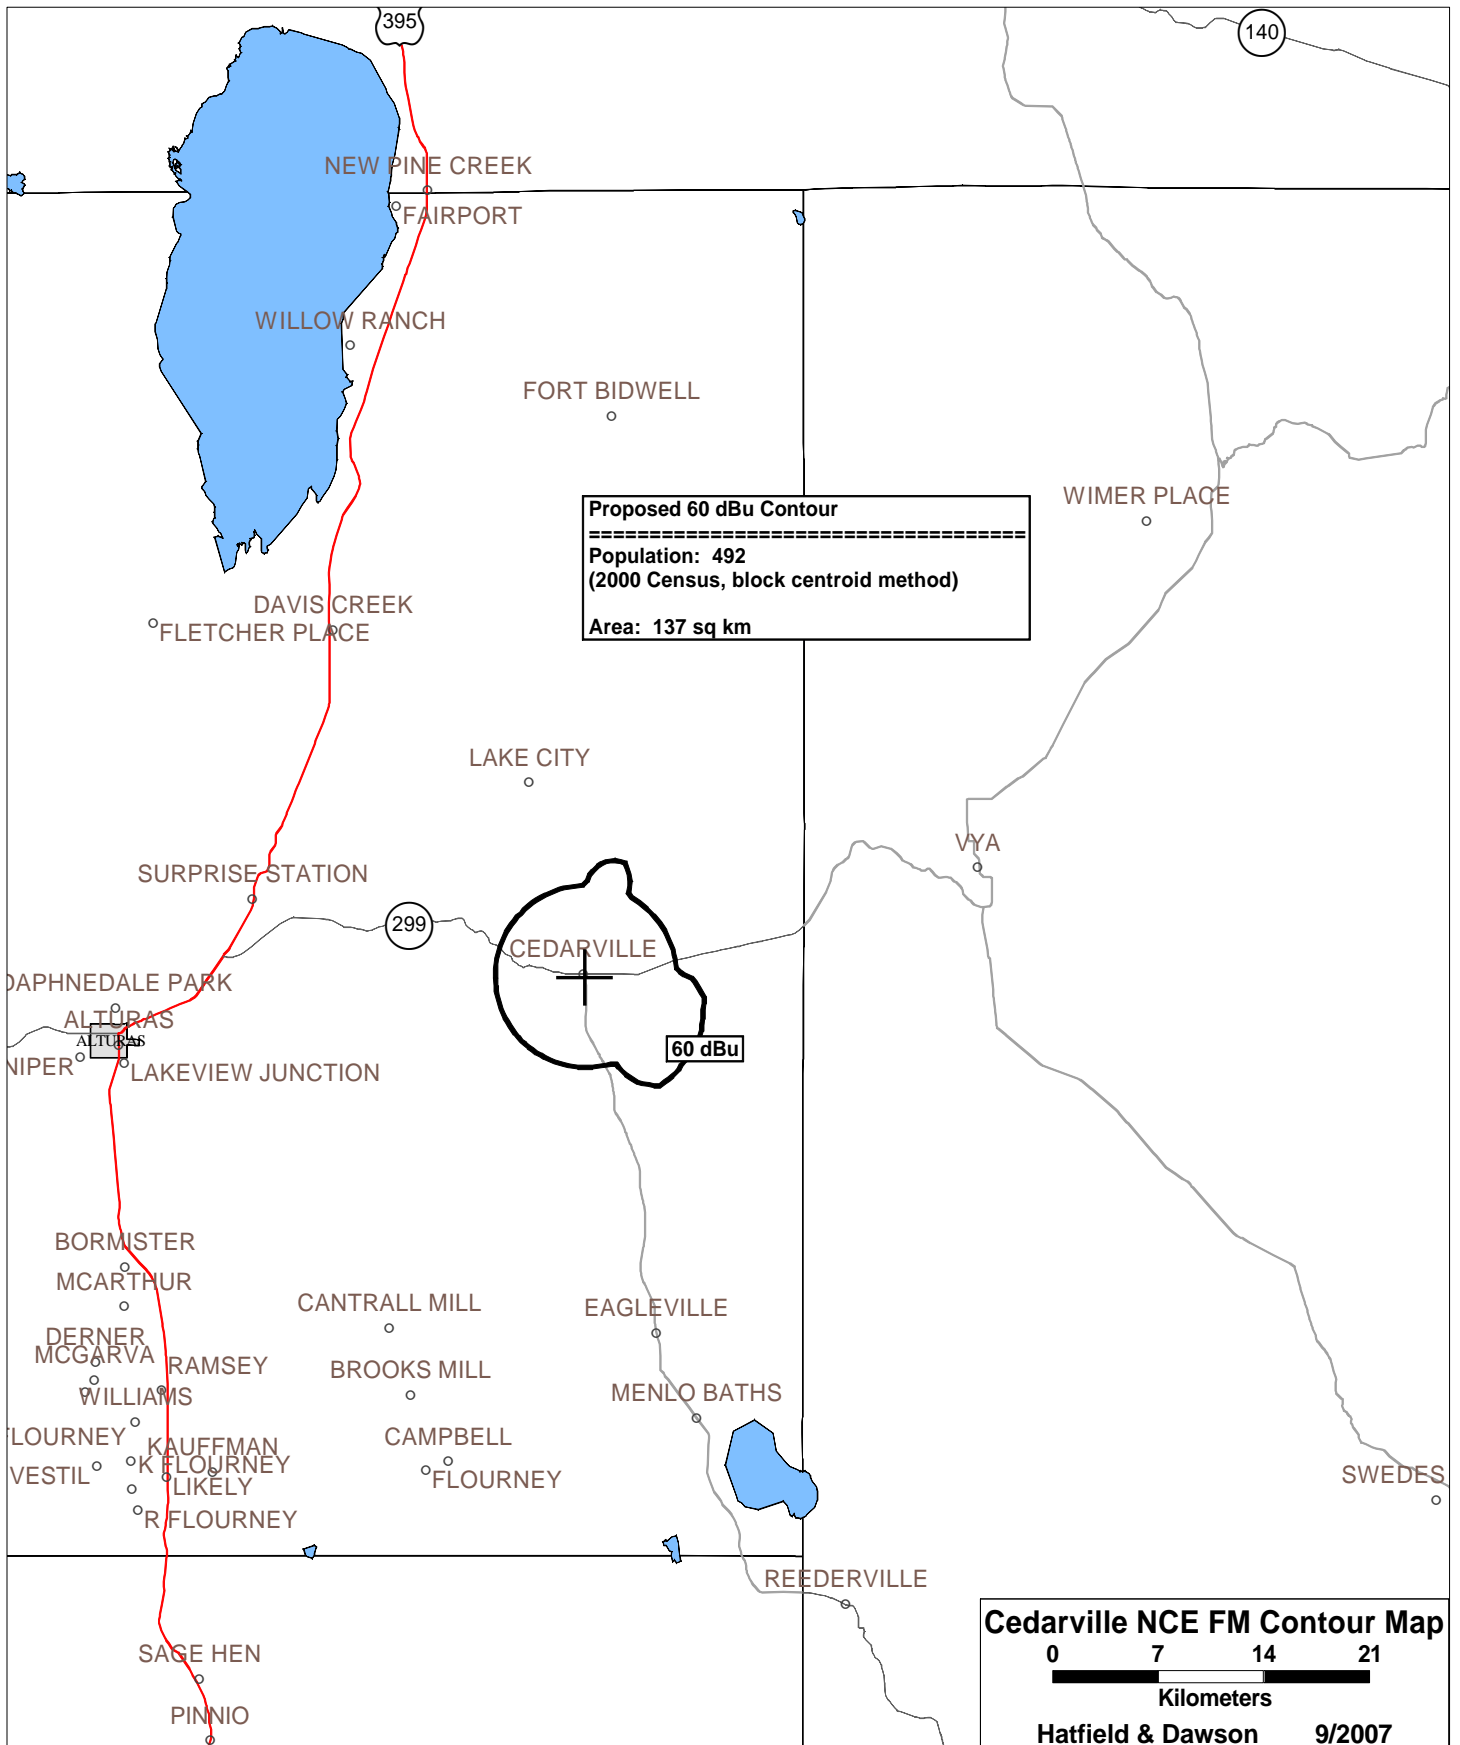 395
140
NEW PINE CREEK
FAIRPORT
WILLOW RANCH
FORT BIDWELL
WIMER PLACE
Proposed 60 dBu Contour
====================================
Population: 492
(2000 Census, block centroid method)
Area: 137 sq km
DAVIS CREEK
FLETCHER PLACE
LAKE CITY
VYA
SURPRISE STATION
299
CEDARVILLE
DAPHNEDALE PARK
ALTURAS
ALTURAS
60 dBu
NIPER
LAKEVIEW JUNCTION
BORMISTER
MCARTHUR
CANTRALL MILL
EAGLEVILLE
DERNER
MCGARVA
RAMSEY
BROOKS MILL
WILLIAMS
MENLO BATHS
FLOURNEY
KAUFFMAN
CAMPBELL
VESTIL
K FLOURNEY
FLOURNEY
SWEDES
LIKELY
R FLOURNEY
REEDERVILLE
SAGE HEN
PINNIO
Cedarville NCE FM Contour Map
0 7 14 21
Kilometers
Hatfield & Dawson 9/2007